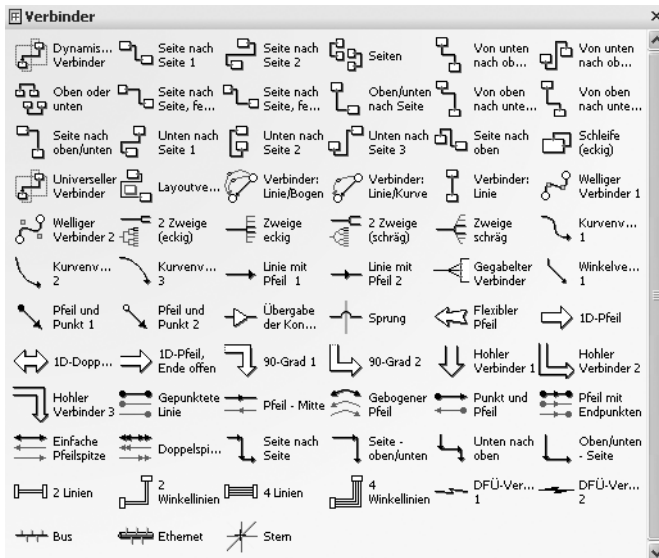 Verbinder
Dynamis... Verbinder
Seite nach Seite 1
Seite nach Seite 2
Seiten
Von unten nach ob...
Von unten nach ob...
Oben oder unten
Seite nach Seite, fe...
Seite nach Seite, fe...
Oben/unten nach Seite
Von oben nach unte...
Von oben nach unte...
Seite nach oben/unten
Unten nach Seite 1
Unten nach Seite 2
Unten nach Seite 3
Seite nach oben
Schleife (eckig)
Universeller Verbinder
Layoutve...
Verbinder: Linie/Bogen
Verbinder: Linie/Kurve
Verbinder: Linie
Welliger Verbinder 1
Welliger Verbinder 2
2 Zweige (eckig)
Zweige eckig
2 Zweige (schräg)
Zweige schräg
Kurvenv... 1
Kurvenv... 2
Kurvenv... 3
Linie mit Pfeil 1
Linie mit Pfeil 2
Gegabelter Verbinder
Winkelve... 1
Pfeil und Punkt 1
Pfeil und Punkt 2
Übergabe der Kon...
Sprung
Flexibler Pfeil
1D-Pfeil
1D-Dopp...
1D-Pfeil, Ende offen
90-Grad 1
90-Grad 2
Hohler Verbinder 1
Hohler Verbinder 2
Hohler Verbinder 3
Gepunktete Linie
Pfeil - Mitte
Gebogener Pfeil
Punkt und Pfeil
Pfeil mit Endpunkten
Einfache Pfeilspitze
Doppelspi...
Seite nach Seite
Seite - oben/unten
Unten nach oben
Oben/unten - Seite
2 Linien
2 Winkellinien
4 Linien
4 Winkellinien
DFÜ-Ver... 1
DFÜ-Ver... 2
Bus
Ethernet
Stern